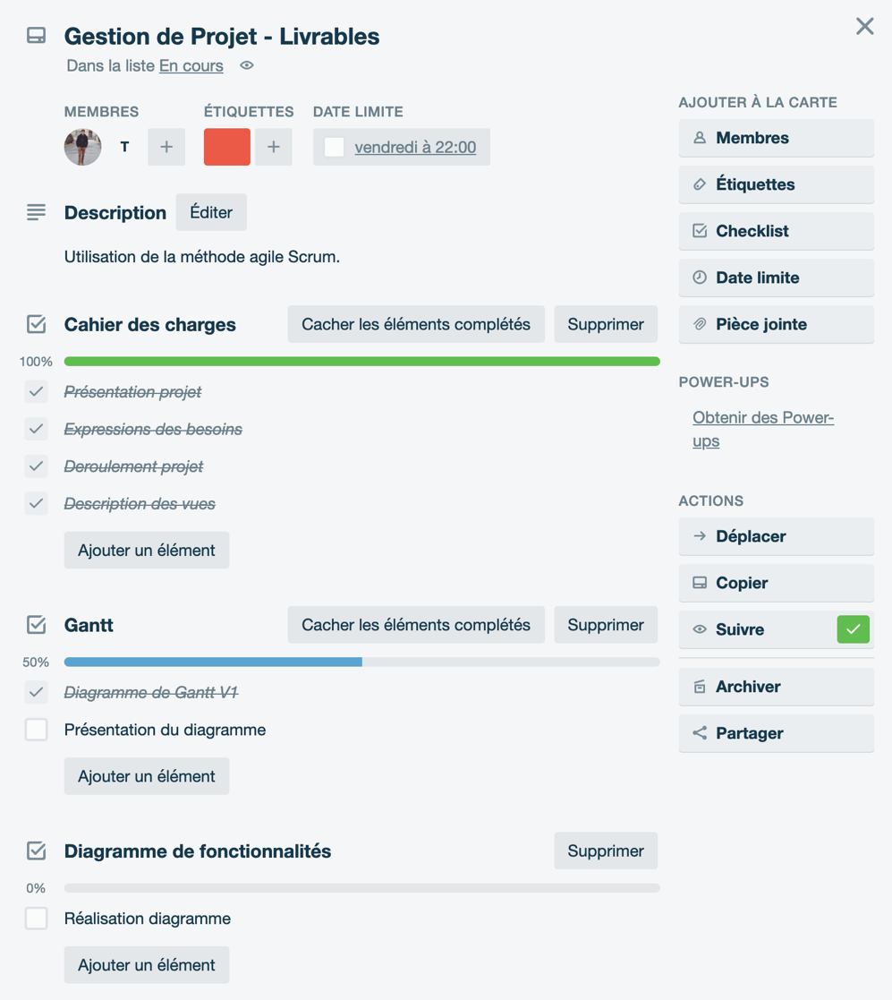 Gestion de Projet - Livrables
Dans la liste En cours
MEMBRES
T
ÉTIQUETTES
DATE LIMITE
vendredi à 22:00
Description
Éditer
Utilisation de la méthode agile Scrum.
Cahier des charges
Cacher les éléments complétés
Supprimer
100%
Présentation projet
Expressions des besoins
Deroulement projet
Description des vues
Ajouter un élément
Gantt
Cacher les éléments complétés
Supprimer
50%
Diagramme de Gantt V1
Présentation du diagramme
Ajouter un élément
Diagramme de fonctionnalités
Supprimer
0%
Réalisation diagramme
Ajouter un élément
AJOUTER À LA CARTE
Membres
Étiquettes
Checklist
Date limite
Pièce jointe
POWER-UPS
Obtenir des Power-
ups
ACTIONS
Déplacer
Copier
Suivre
Archiver
Partager